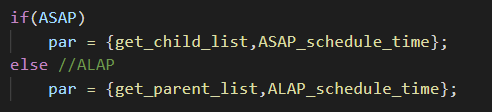 if(ASAP)
    par = {get_child_list,ASAP_schedule_time};
else //ALAP
    par = {get_parent_list,ALAP_schedule_time};